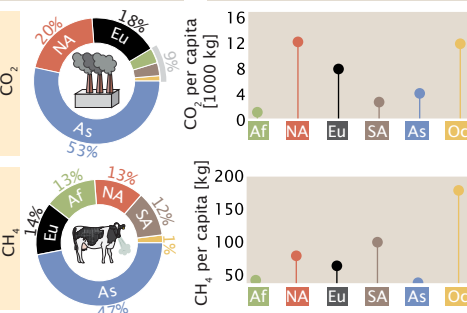 CO2
20%
NA
Eu
18%
9%
As
53%
CO2 per capita
[1000 kg]
16
12
8
4
0
Af
NA
Eu
SA
As
Oc
CH4
14%
Eu
13%
Af
13%
NA
12%
SA
1%
As
47%
CH4 per capita [kg]
200
150
100
50
Af
NA
Eu
SA
As
Oc